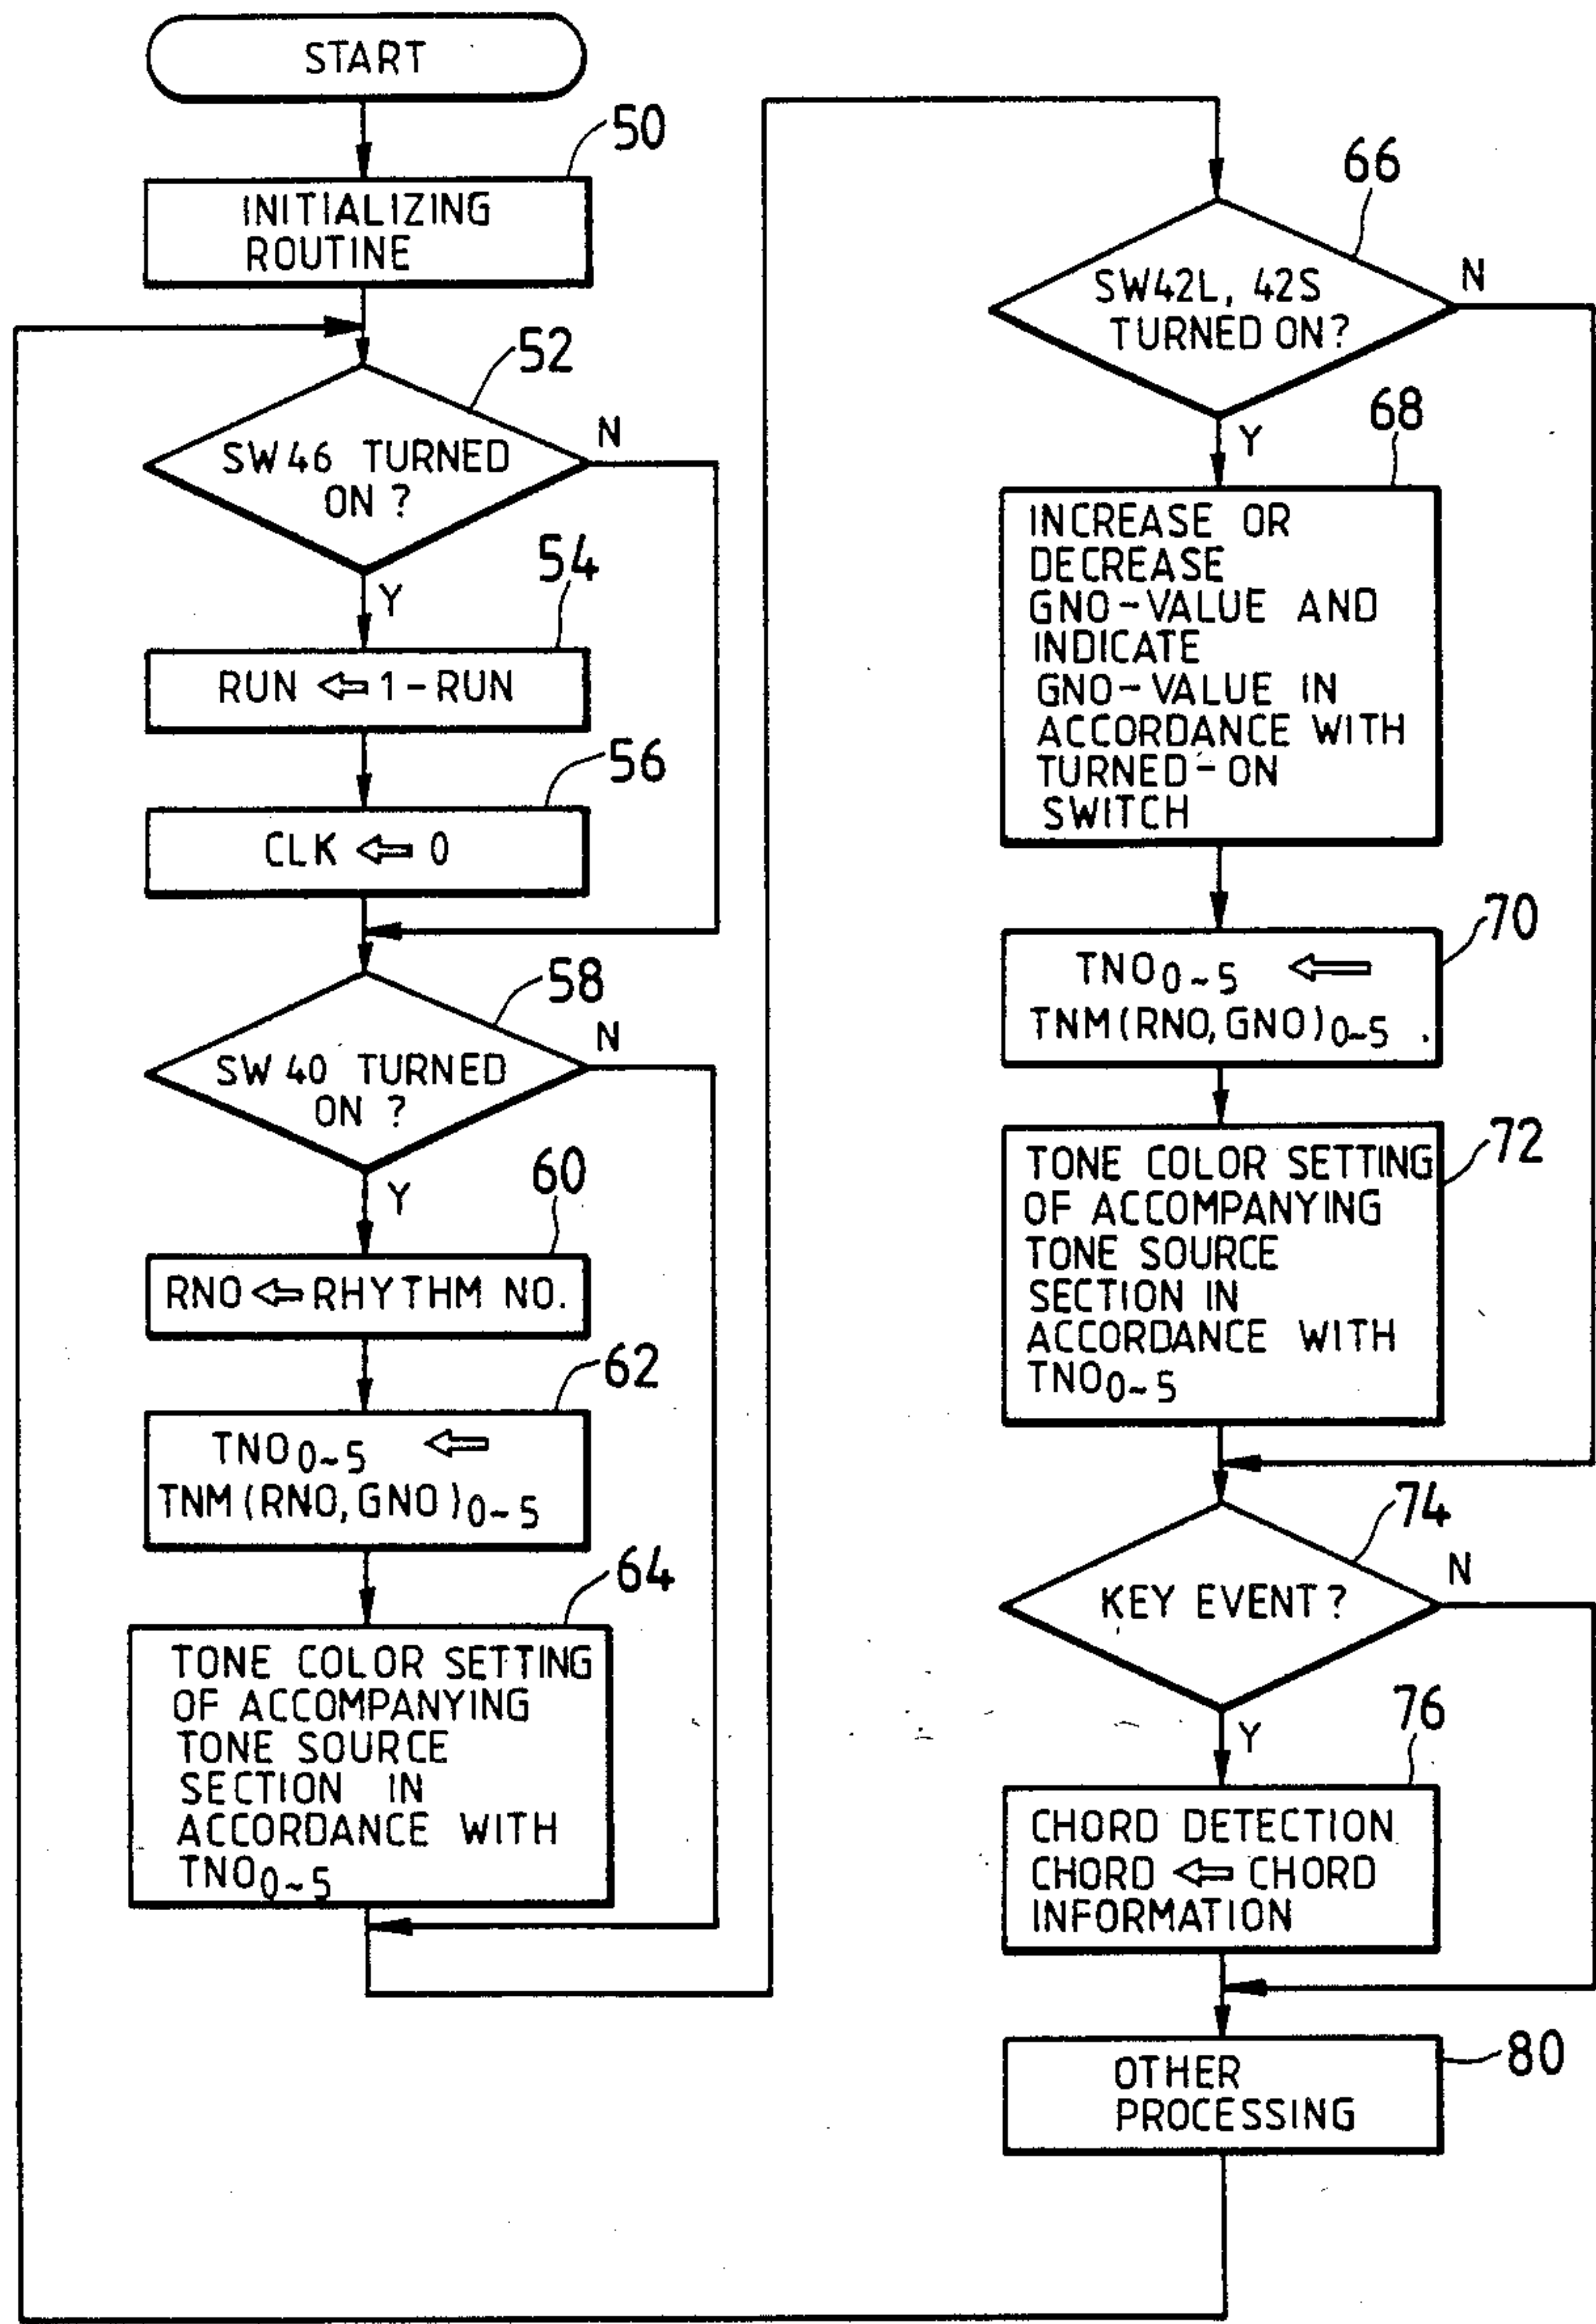 START
50
INITIALIZING
ROUTINE
52
SW46 TURNED
ON ?
N
Y
54
RUN ⇦ 1-RUN
56
CLK ⇦ 0
58
SW 40 TURNED
ON ?
N
Y
60
RNO ⇦ RHYTHM NO.
62
TNO0~5 ⇦
TNM(RNO,GNO)0~5
64
TONE COLOR SETTING
OF ACCOMPANYING
TONE SOURCE
SECTION IN
ACCORDANCE WITH
TNO0~5
66
SW42L, 42S
TURNED ON?
N
Y
68
INCREASE OR
DECREASE
GNO-VALUE AND
INDICATE
GNO-VALUE IN
ACCORDANCE WITH
TURNED-ON
SWITCH
70
TNO0~5 ⇦
TNM(RNO,GNO)0~5
72
TONE COLOR SETTING
OF ACCOMPANYING
TONE SOURCE
SECTION IN
ACCORDANCE WITH
TNO0~5
74
KEY EVENT?
N
Y
76
CHORD DETECTION
CHORD ⇦ CHORD
INFORMATION
80
OTHER
PROCESSING